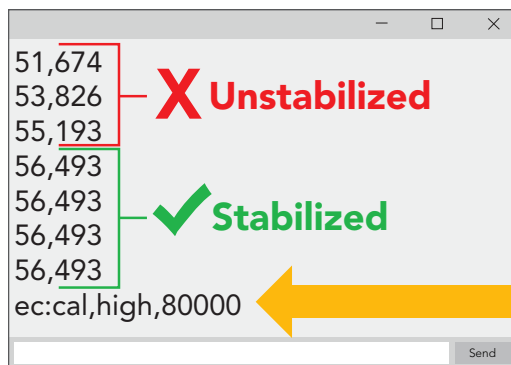 51,674
53,826
55,193
X Unstabilized
56,493
56,493
56,493
56,493
Stabilized
ec:cal,high,80000
Send